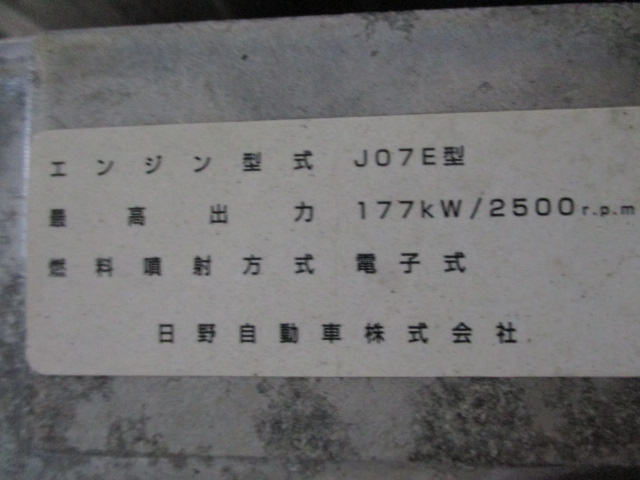 エンジン型式 J07E型
最高出力 177kW/2500r.p.m
燃料噴射方式 電子式
日野自動車株式会社